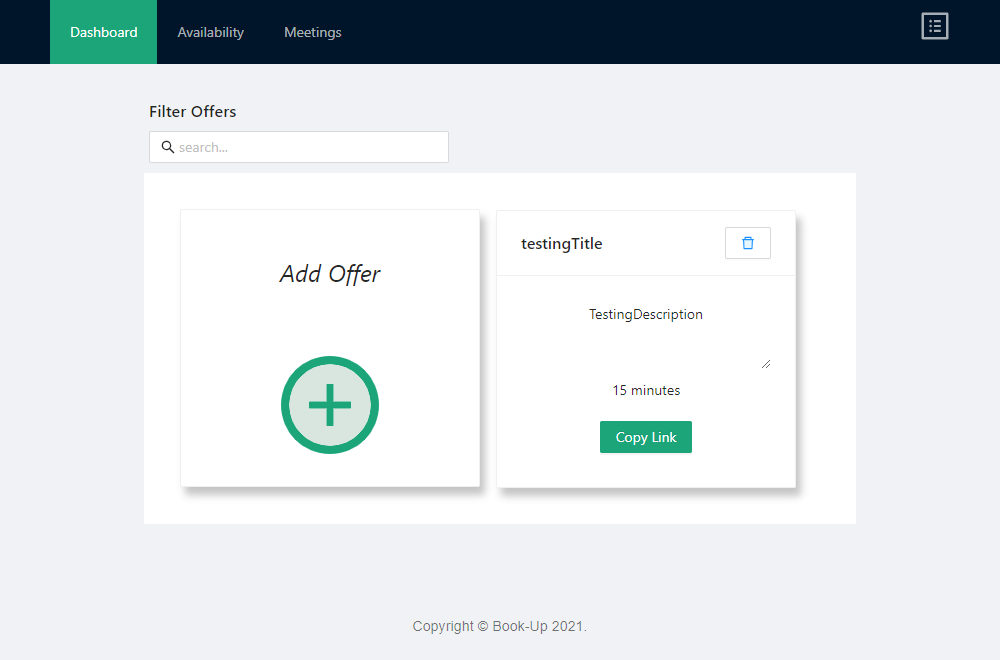 Dashboard Availability Meetings
Filter Offers
search...
Add Offer
testingTitle
TestingDescription
15 minutes
Copy Link
Copyright © Book-Up 2021.